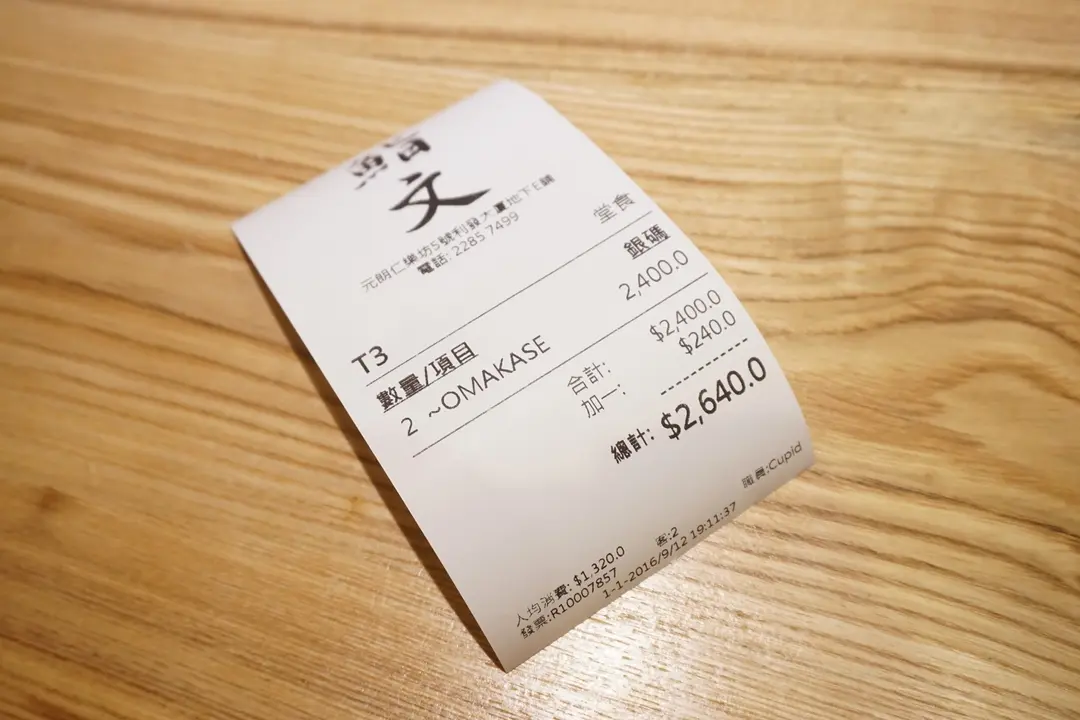 鮨
文
元朗仁樂坊5號利發大廈地下E鋪
電話: 2285 7499
堂食
T3
數量/項目 銀碼
2 ~OMAKASE 2,400.0
合計: $2,400.0
加一: $240.0
總計: $2,640.0
職員:Cupid
人均消費: $1,320.0 客:2
發票:R10007857 1-1-2016/9/12 19:11:37